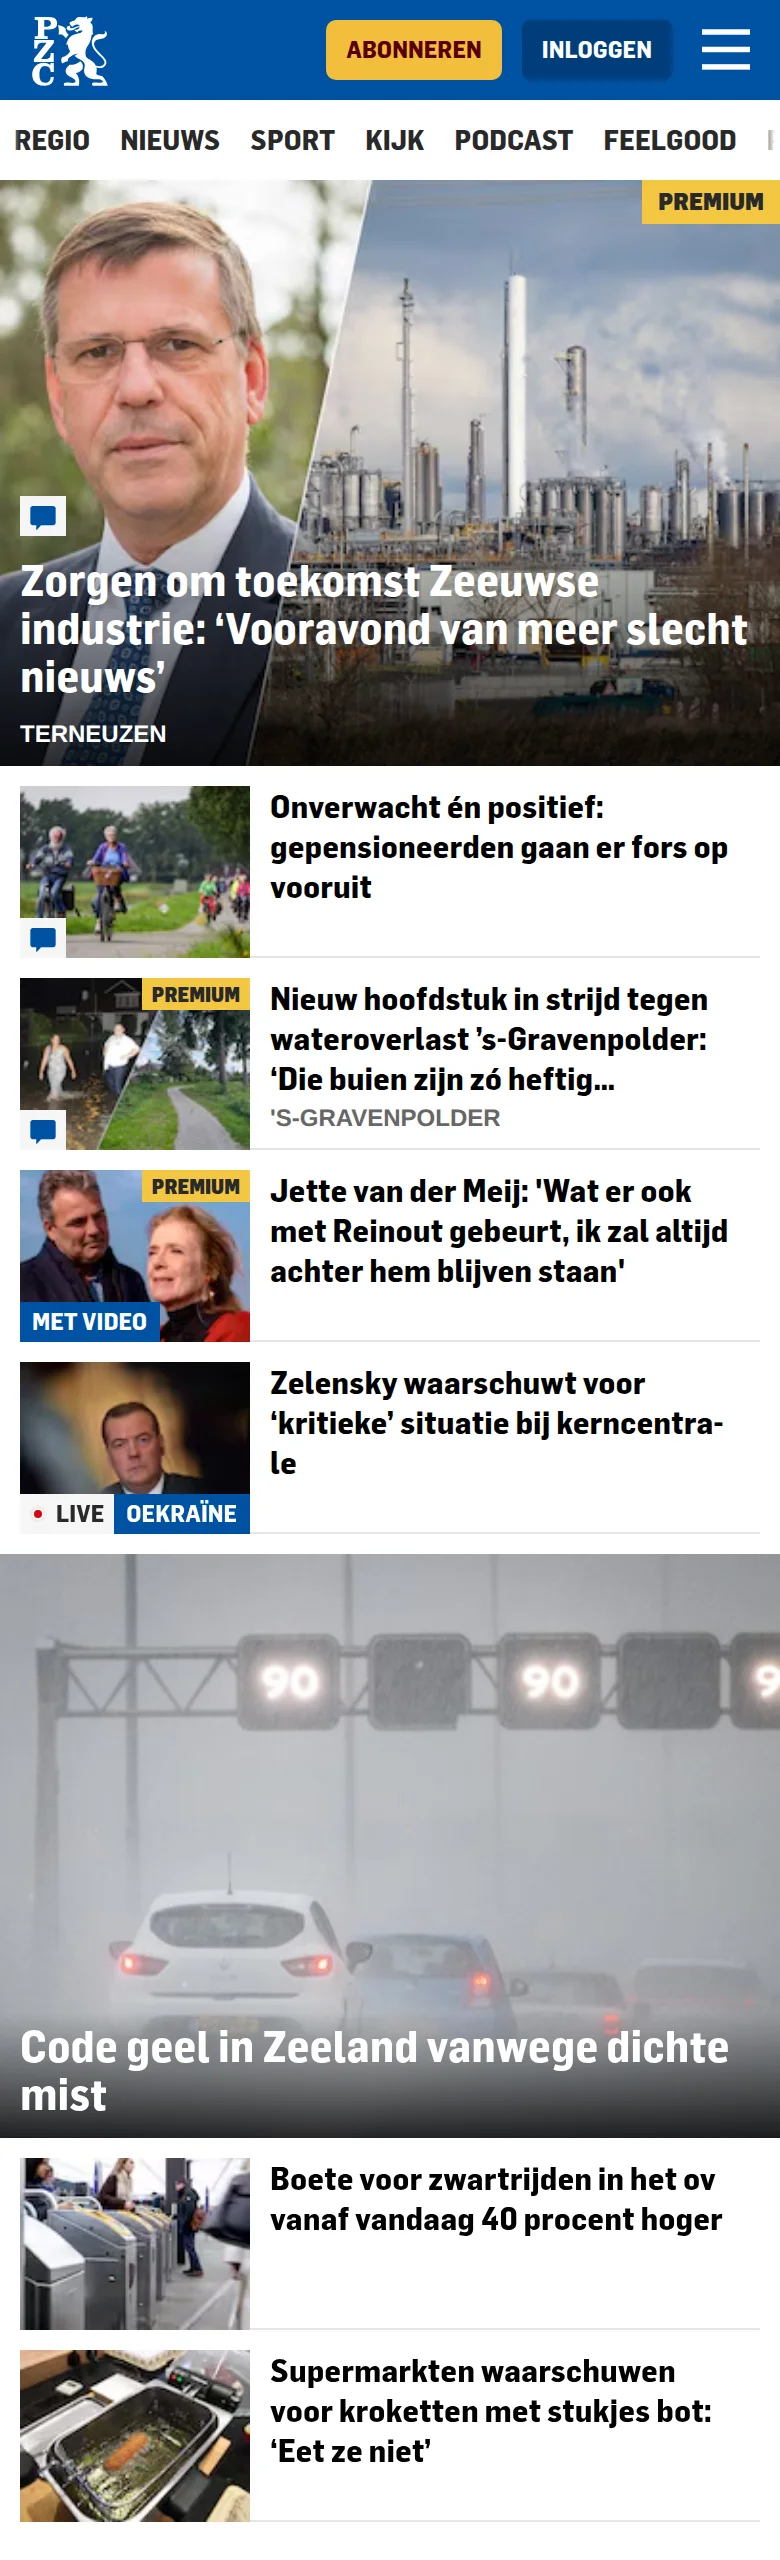 P
Z
C
ABONNEREN
INLOGGEN
REGIO NIEUWS SPORT KIJK PODCAST FEELGOOD
PREMIUM
Zorgen om toekomst Zeeuwse
industrie: ‘Vooravond van meer slecht
nieuws’
TERNEUZEN
Onverwacht én positief:
gepensioneerden gaan er fors op
vooruit
PREMIUM
Nieuw hoofdstuk in strijd tegen
wateroverlast ’s-Gravenpolder:
‘Die buien zijn zó heftig...
'S-GRAVENPOLDER
PREMIUM
MET VIDEO
Jette van der Meij: 'Wat er ook
met Reinout gebeurt, ik zal altijd
achter hem blijven staan'
LIVE OEKRAÏNE
Zelensky waarschuwt voor
‘kritieke’ situatie bij kerncentra-
le
90 90 9
Code geel in Zeeland vanwege dichte
mist
Boete voor zwartrijden in het ov
vanaf vandaag 40 procent hoger
Supermarkten waarschuwen
voor kroketten met stukjes bot:
‘Eet ze niet’